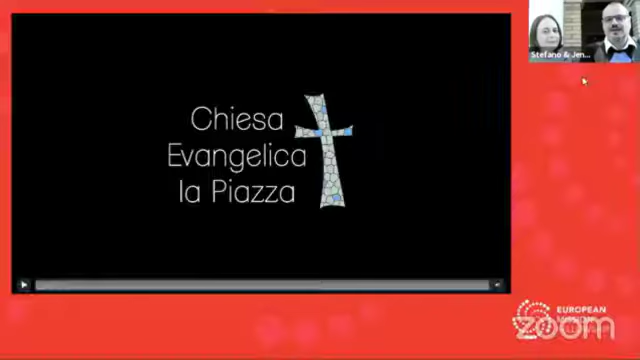 Chiesa
Evangelica
la Piazza
Stefano & Jen...
EUROPEAN
zoom